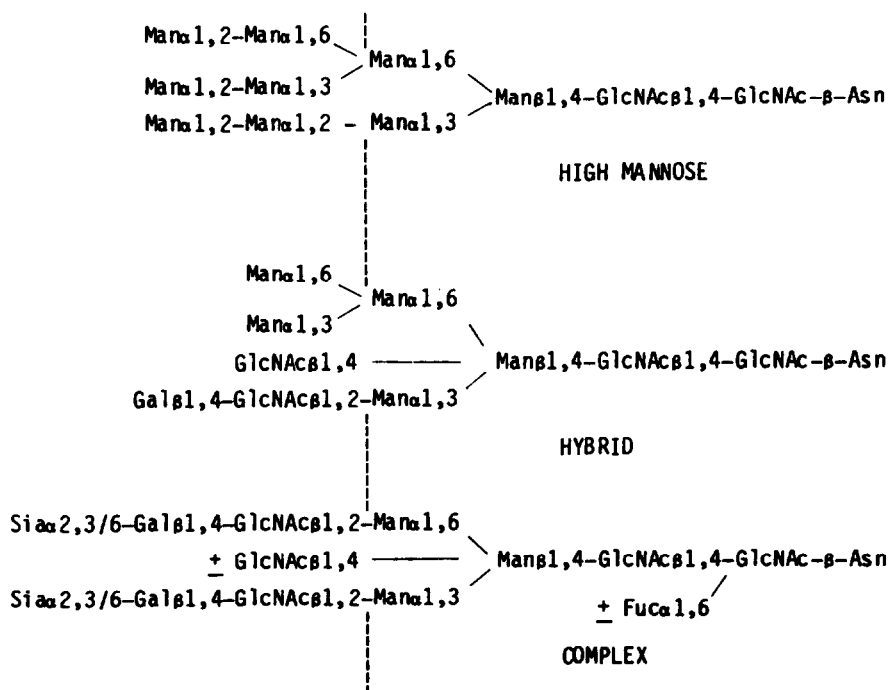 Manα1,2-Manα1,6
Manα1,6
Manα1,2-Manα1,3
Manβ1,4-GlcNAcβ1,4-GlcNAc-β-Asn
Manα1,2-Manα1,2 - Manα1,3
HIGH MANNOSE
Manα1,6
Manα1,6
Manα1,3
GlcNAcβ1,4
Manβ1,4-GlcNAcβ1,4-GlcNAc-β-Asn
Galβ1,4-GlcNAcβ1,2-Manα1,3
HYBRID
Siaα2,3/6-Galβ1,4-GlcNAcβ1,2-Manα1,6
± GlcNAcβ1,4
Manβ1,4-GlcNAcβ1,4-GlcNAc-β-Asn
Siaα2,3/6-Galβ1,4-GlcNAcβ1,2-Manα1,3
± Fucα1,6
COMPLEX